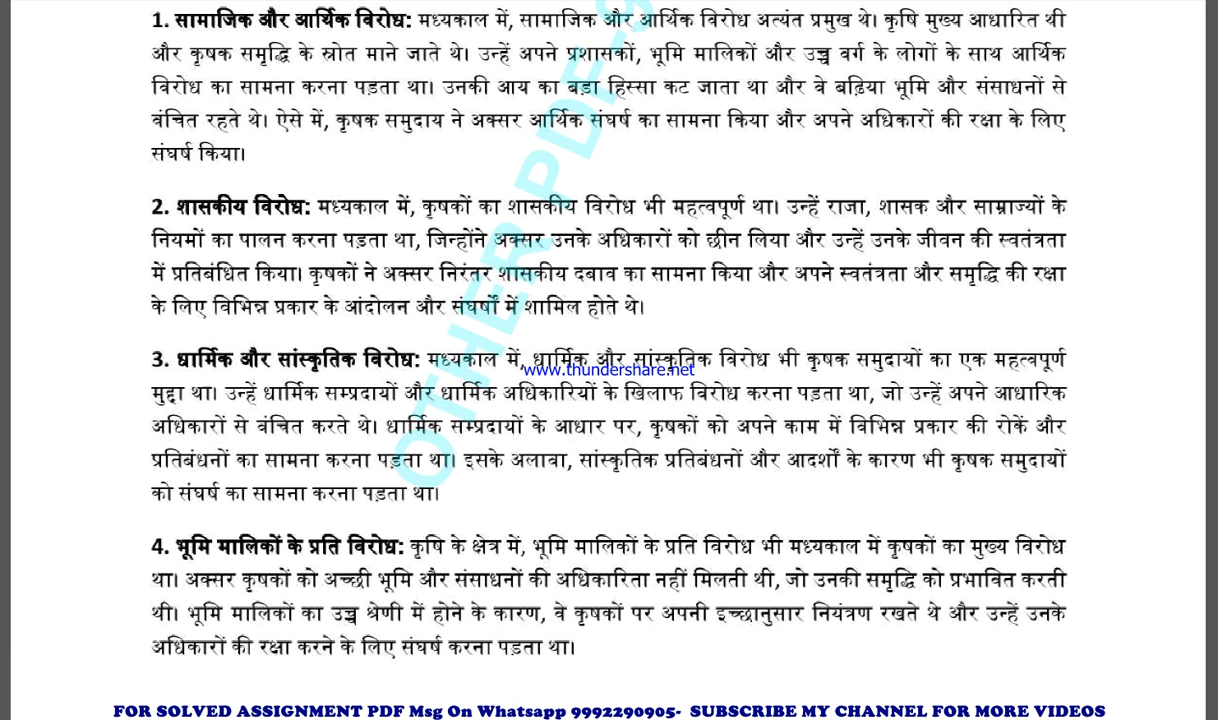 1. सामाजिक और आर्थिक विरोध: मध्यकाल में, सामाजिक और आर्थिक विरोध अत्यंत प्रमुख थे। कृषि मुख्य आधारित थी
और कृषक समृद्धि के स्रोत माने जाते थे। उन्हें अपने प्रशासकों, भूमि मालिकों और उच्च वर्ग के लोगों के साथ आर्थिक
विरोध का सामना करना पड़ता था। उनकी आय का बड़ा हिस्सा कट जाता था और वे बढ़िया भूमि और संसाधनों से
वंचित रहते थे। ऐसे में, कृषक समुदाय ने अक्सर आर्थिक संघर्ष का सामना किया और अपने अधिकारों की रक्षा के लिए
संघर्ष किया।
2. शासकीय विरोध: मध्यकाल में, कृषकों का शासकीय विरोध भी महत्वपूर्ण था। उन्हें राजा, शासक और साम्राज्यों के
नियमों का पालन करना पड़ता था, जिन्होंने अक्सर उनके अधिकारों को छीन लिया और उन्हें उनके जीवन की स्वतंत्रता
में प्रतिबंधित किया। कृषकों ने अक्सर निरंतर शासकीय दबाव का सामना किया और अपने स्वतंत्रता और समृद्धि की रक्षा
के लिए विभिन्न प्रकार के आंदोलन और संघर्षों में शामिल होते थे।
3. धार्मिक और सांस्कृतिक विरोध: मध्यकाल में, धार्मिक और सांस्कृतिक विरोध भी कृषक समुदायों का एक महत्वपूर्ण
www.thundershare.net
मुद्दा था। उन्हें धार्मिक सम्प्रदायों और धार्मिक अधिकारियों के खिलाफ विरोध करना पड़ता था, जो उन्हें अपने आधारिक
अधिकारों से वंचित करते थे। धार्मिक सम्प्रदायों के आधार पर, कृषकों को अपने काम में विभिन्न प्रकार की रोकें और
प्रतिबंधनों का सामना करना पड़ता था। इसके अलावा, सांस्कृतिक प्रतिबंधनों और आदर्शों के कारण भी कृषक समुदायों
को संघर्ष का सामना करना पड़ता था।
4. भूमि मालिकों के प्रति विरोध: कृषि के क्षेत्र में, भूमि मालिकों के प्रति विरोध भी मध्यकाल में कृषकों का मुख्य विरोध
था। अक्सर कृषकों को अच्छी भूमि और संसाधनों की अधिकारिता नहीं मिलती थी, जो उनकी समृद्धि को प्रभावित करती
थी। भूमि मालिकों का उच्च श्रेणी में होने के कारण, वे कृषकों पर अपनी इच्छानुसार नियंत्रण रखते थे और उन्हें उनके
अधिकारों की रक्षा करने के लिए संघर्ष करना पड़ता था।
OTHER PDF-9
FOR SOLVED ASSIGNMENT PDF Msg On Whatsapp 9992290905- SUBSCRIBE MY CHANNEL FOR MORE VIDEOS